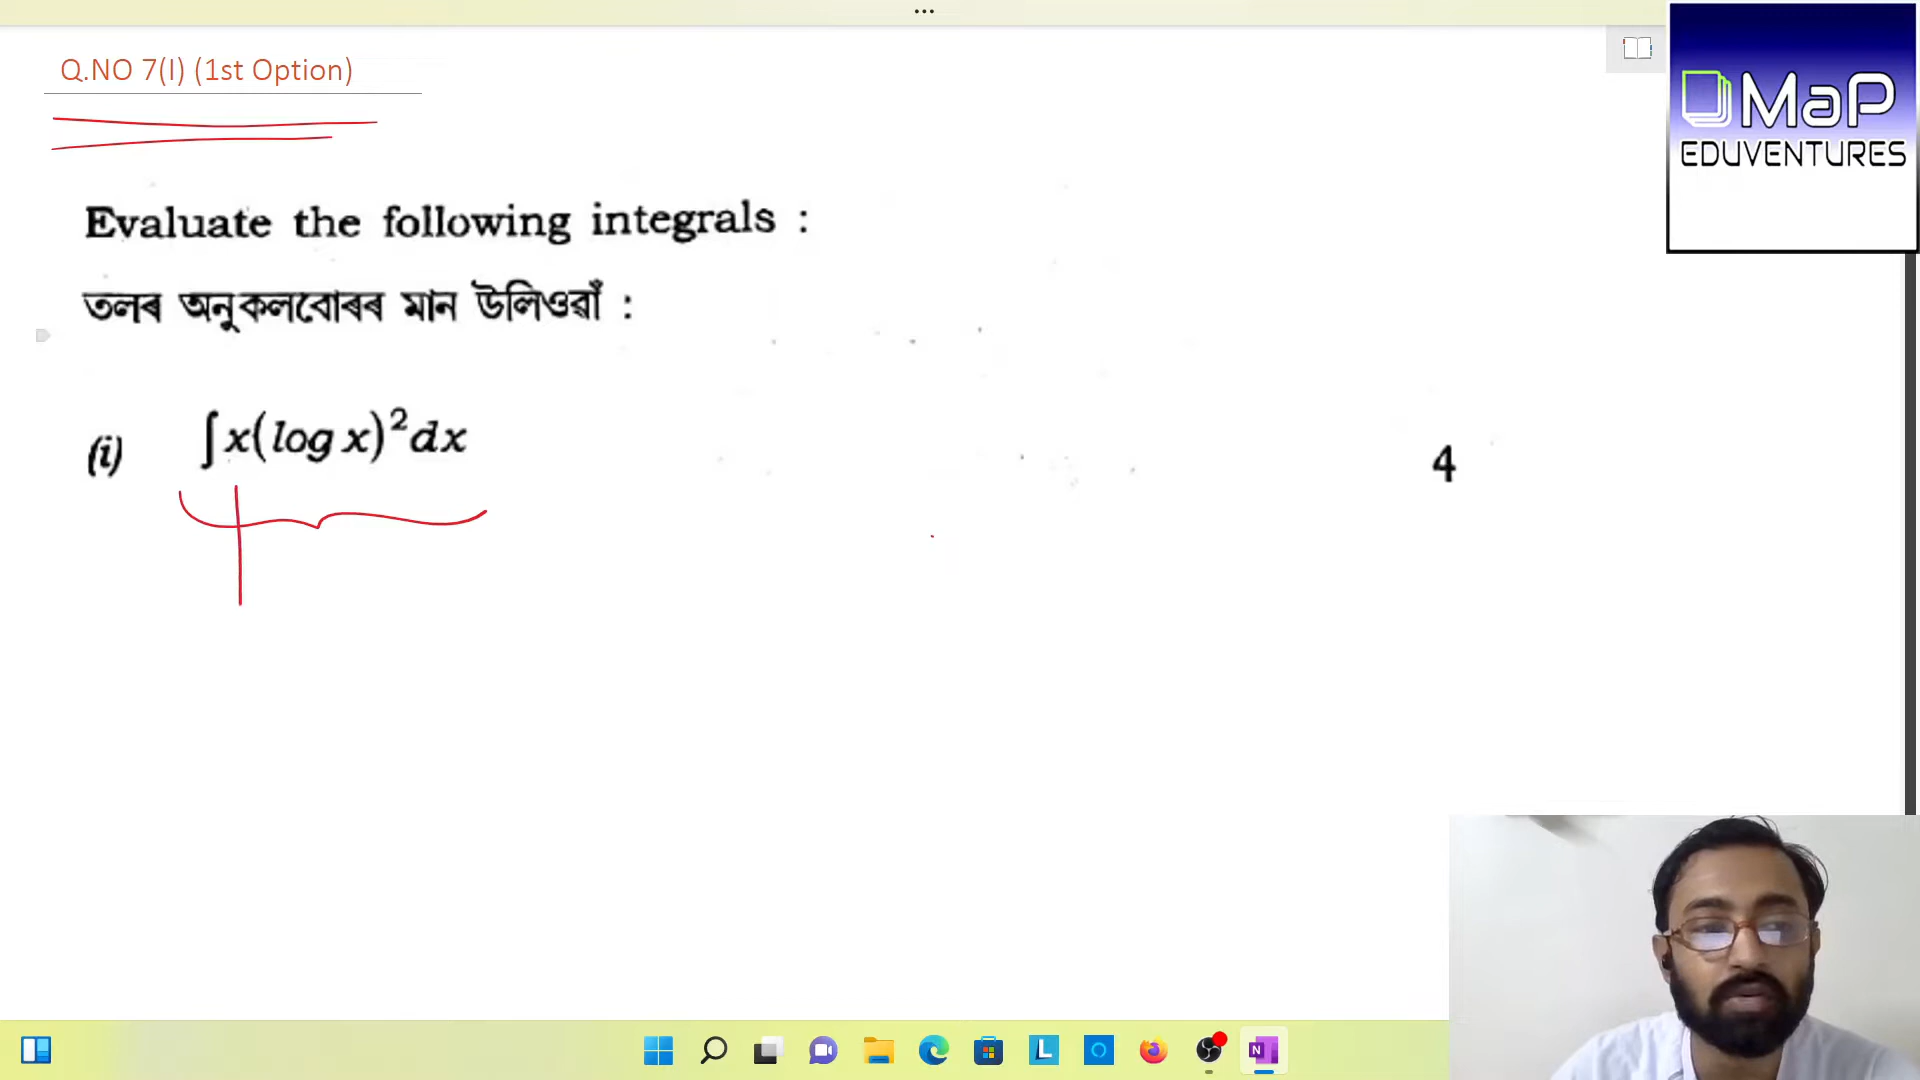 Q.NO 7(I) (1st Option)
MaP
EDUVENTURES
Evaluate the following integrals :
তলৰ অনুকলবোৰৰ মান উলিওৱাঁ :
(i) ∫x(log x)²dx
4